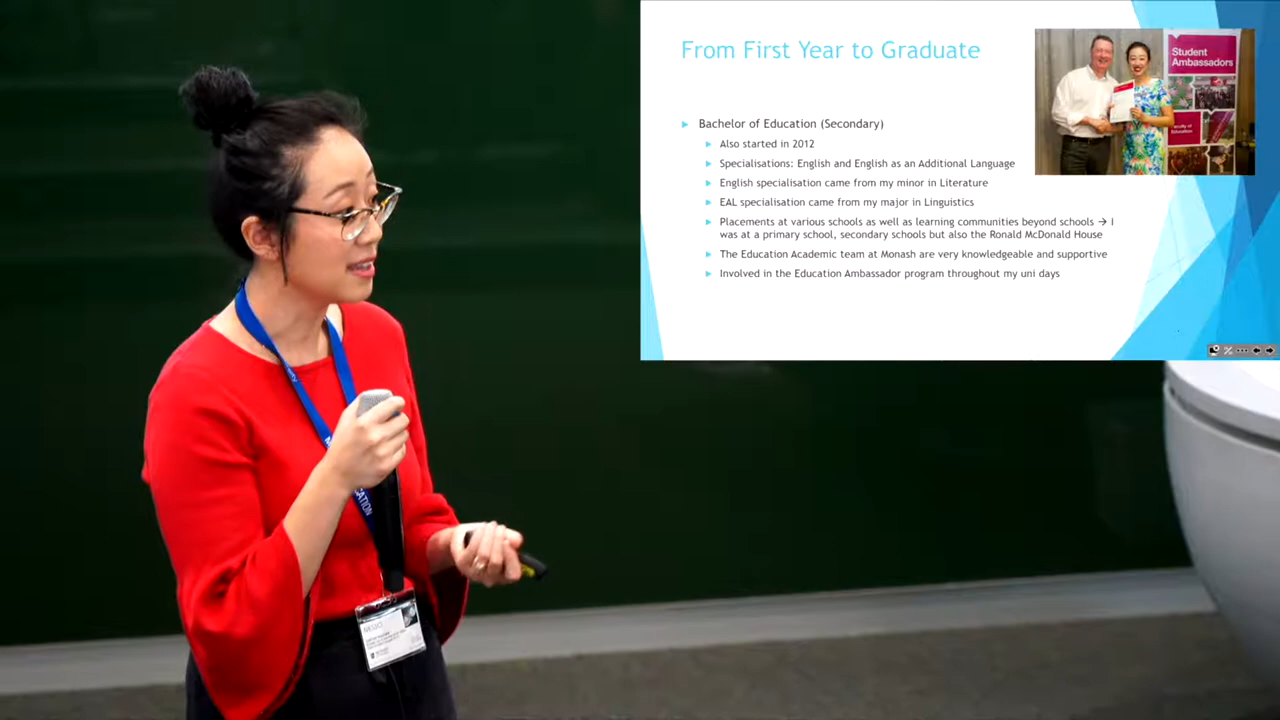 From First Year to Graduate
Bachelor of Education (Secondary)
Also started in 2012
Specialisations: English and English as an Additional Language
English specialisation came from my minor in Literature
EAL specialisation came from my major in Linguistics
Placements at various schools as well as learning communities beyond schools → I
was at a primary school, secondary schools but also the Ronald McDonald House
The Education Academic team at Monash are very knowledgeable and supportive
Involved in the Education Ambassador program throughout my uni days
Student
Ambassadors
Faculty of
Education